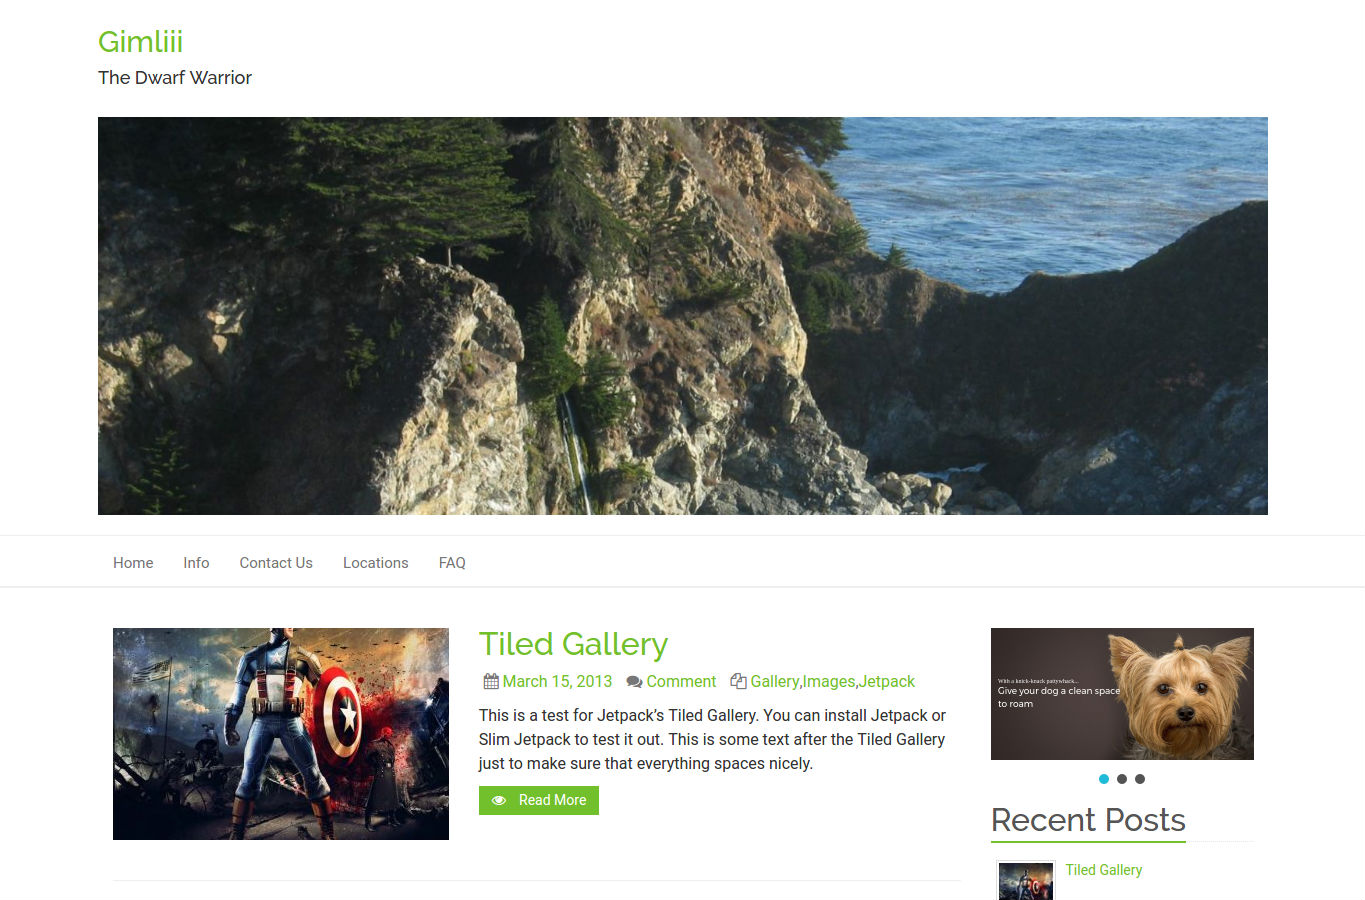 Gimliii
The Dwarf Warrior
Home Info Contact Us Locations FAQ
Tiled Gallery
March 15, 2013 Comment Gallery,Images,Jetpack
This is a test for Jetpack’s Tiled Gallery. You can install Jetpack or
Slim Jetpack to test it out. This is some text after the Tiled Gallery
just to make sure that everything spaces nicely.
Read More
With a knick-knack pattywhack...
Give your dog a clean space
to roam
Recent Posts
Tiled Gallery